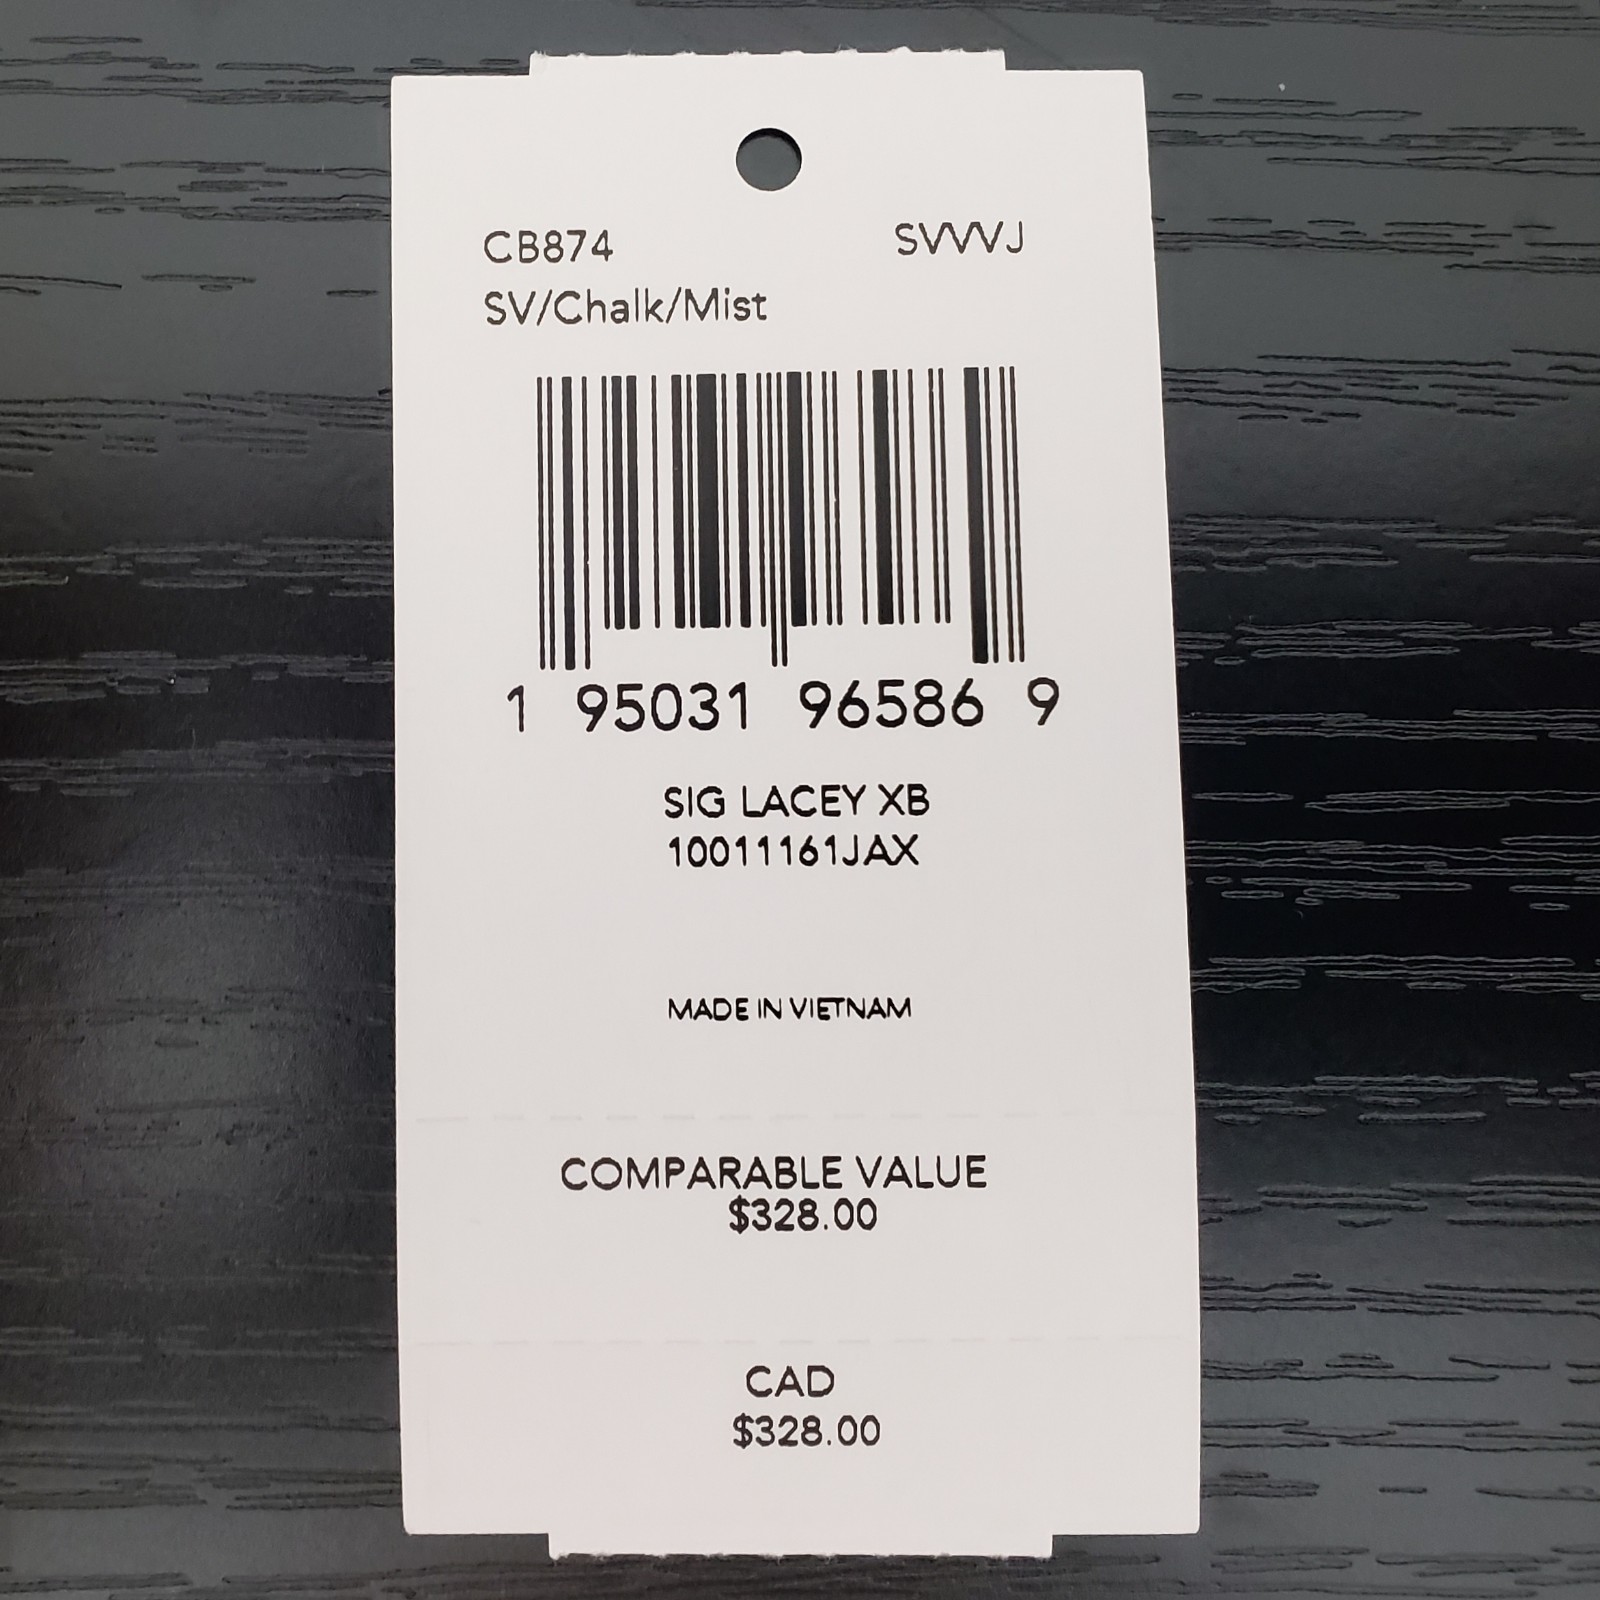 CB874 SVVVJ
SV/Chalk/Mist
1 95031 96586 9
SIG LACEY XB
10011161JAX
MADE IN VIETNAM
COMPARABLE VALUE
$328.00
CAD
$328.00